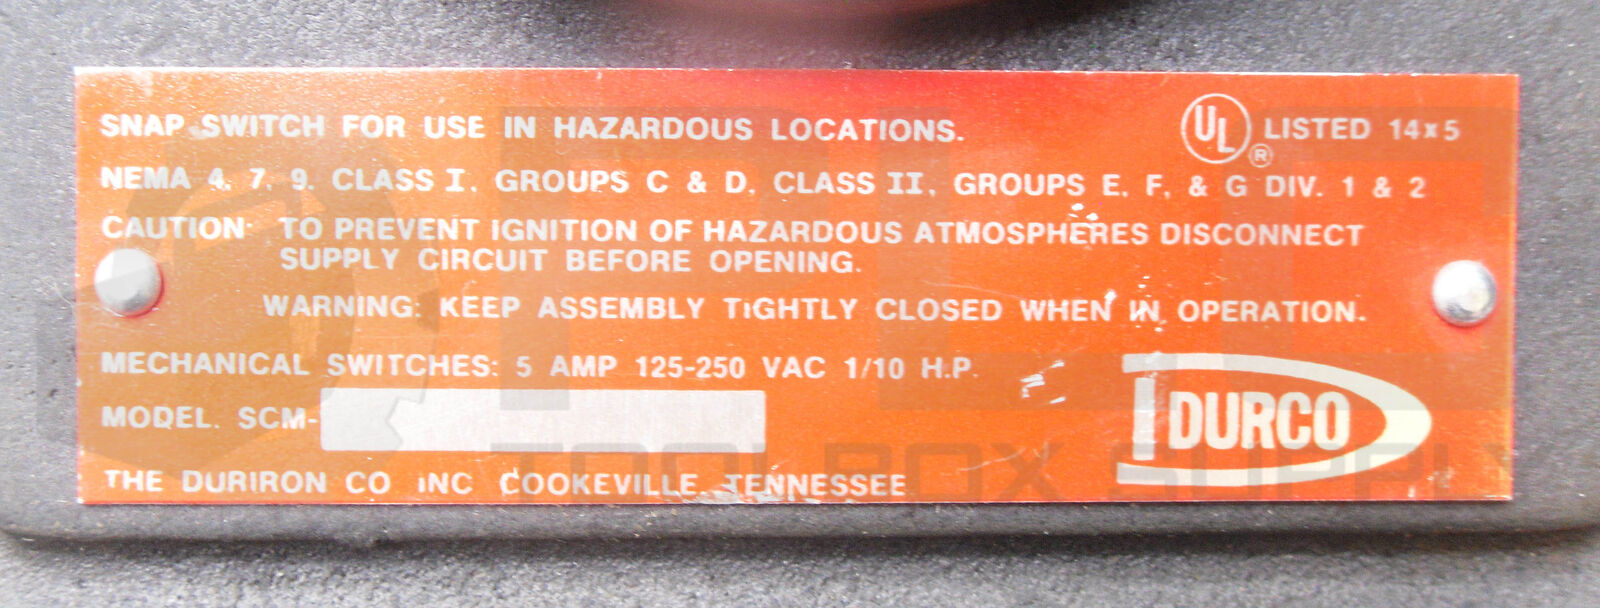 SNAP SWITCH FOR USE IN HAZARDOUS LOCATIONS.
UL ® LISTED 14x5
NEMA 4, 7, 9. CLASS I, GROUPS C & D, CLASS II, GROUPS E, F, & G DIV. 1 & 2
CAUTION: TO PREVENT IGNITION OF HAZARDOUS ATMOSPHERES DISCONNECT
SUPPLY CIRCUIT BEFORE OPENING.
WARNING: KEEP ASSEMBLY TIGHTLY CLOSED WHEN IN OPERATION.
MECHANICAL SWITCHES: 5 AMP 125-250 VAC 1/10 H.P.
MODEL. SCM-
DURCO
THE DURIRON CO INC COOKEVILLE TENNESSEE
PLC
TOOLBOX SUPPLY